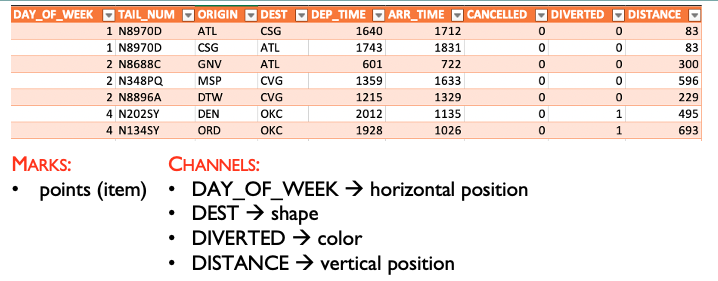 DAY_OF_WEEK TAIL_NUM ORIGIN DEST DEP_TIME ARR_TIME CANCELLED DIVERTED DISTANCE
1 N8970D ATL CSG 1640 1712 0 0 83
1 N8970D CSG ATL 1743 1831 0 0 83
2 N8688C GNV ATL 601 722 0 0 300
2 N348PQ MSP CVG 1359 1633 0 0 596
2 N8896A DTW CVG 1215 1329 0 0 229
4 N202SY DEN OKC 2012 1135 0 1 495
4 N134SY ORD OKC 1928 1026 0 1 693
MARKS:
• points (item)
CHANNELS:
• DAY_OF_WEEK → horizontal position
• DEST → shape
• DIVERTED → color
• DISTANCE → vertical position